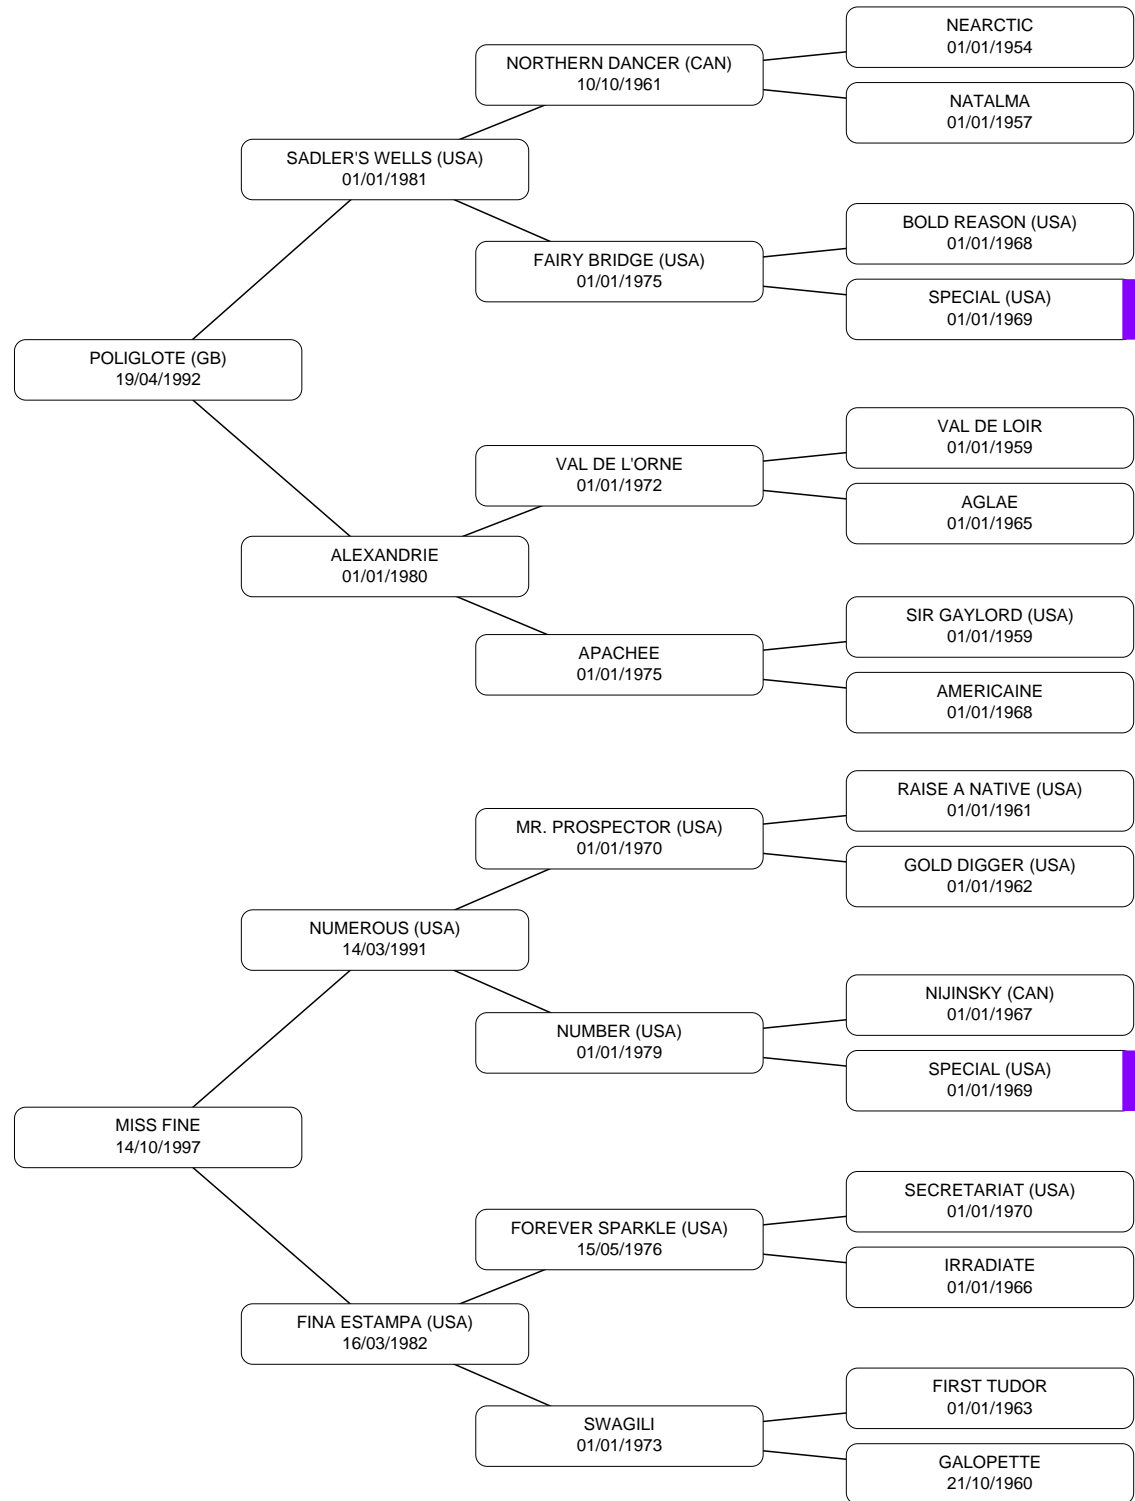 NEARCTIC
01/01/1954
NORTHERN DANCER (CAN)
10/10/1961
NATALMA
01/01/1957
SADLER'S WELLS (USA)
01/01/1981
BOLD REASON (USA)
01/01/1968
FAIRY BRIDGE (USA)
01/01/1975
SPECIAL (USA)
01/01/1969
POLIGLOTE (GB)
19/04/1992
VAL DE LOIR
01/01/1959
VAL DE L'ORNE
01/01/1972
AGLAE
01/01/1965
ALEXANDRIE
01/01/1980
SIR GAYLORD (USA)
01/01/1959
APACHEE
01/01/1975
AMERICAINE
01/01/1968
RAISE A NATIVE (USA)
01/01/1961
MR. PROSPECTOR (USA)
01/01/1970
GOLD DIGGER (USA)
01/01/1962
NUMEROUS (USA)
14/03/1991
NIJINSKY (CAN)
01/01/1967
NUMBER (USA)
01/01/1979
SPECIAL (USA)
01/01/1969
MISS FINE
14/10/1997
SECRETARIAT (USA)
01/01/1970
FOREVER SPARKLE (USA)
15/05/1976
IRRADIATE
01/01/1966
FINA ESTAMPA (USA)
16/03/1982
FIRST TUDOR
01/01/1963
SWAGILI
01/01/1973
GALOPETTE
21/10/1960